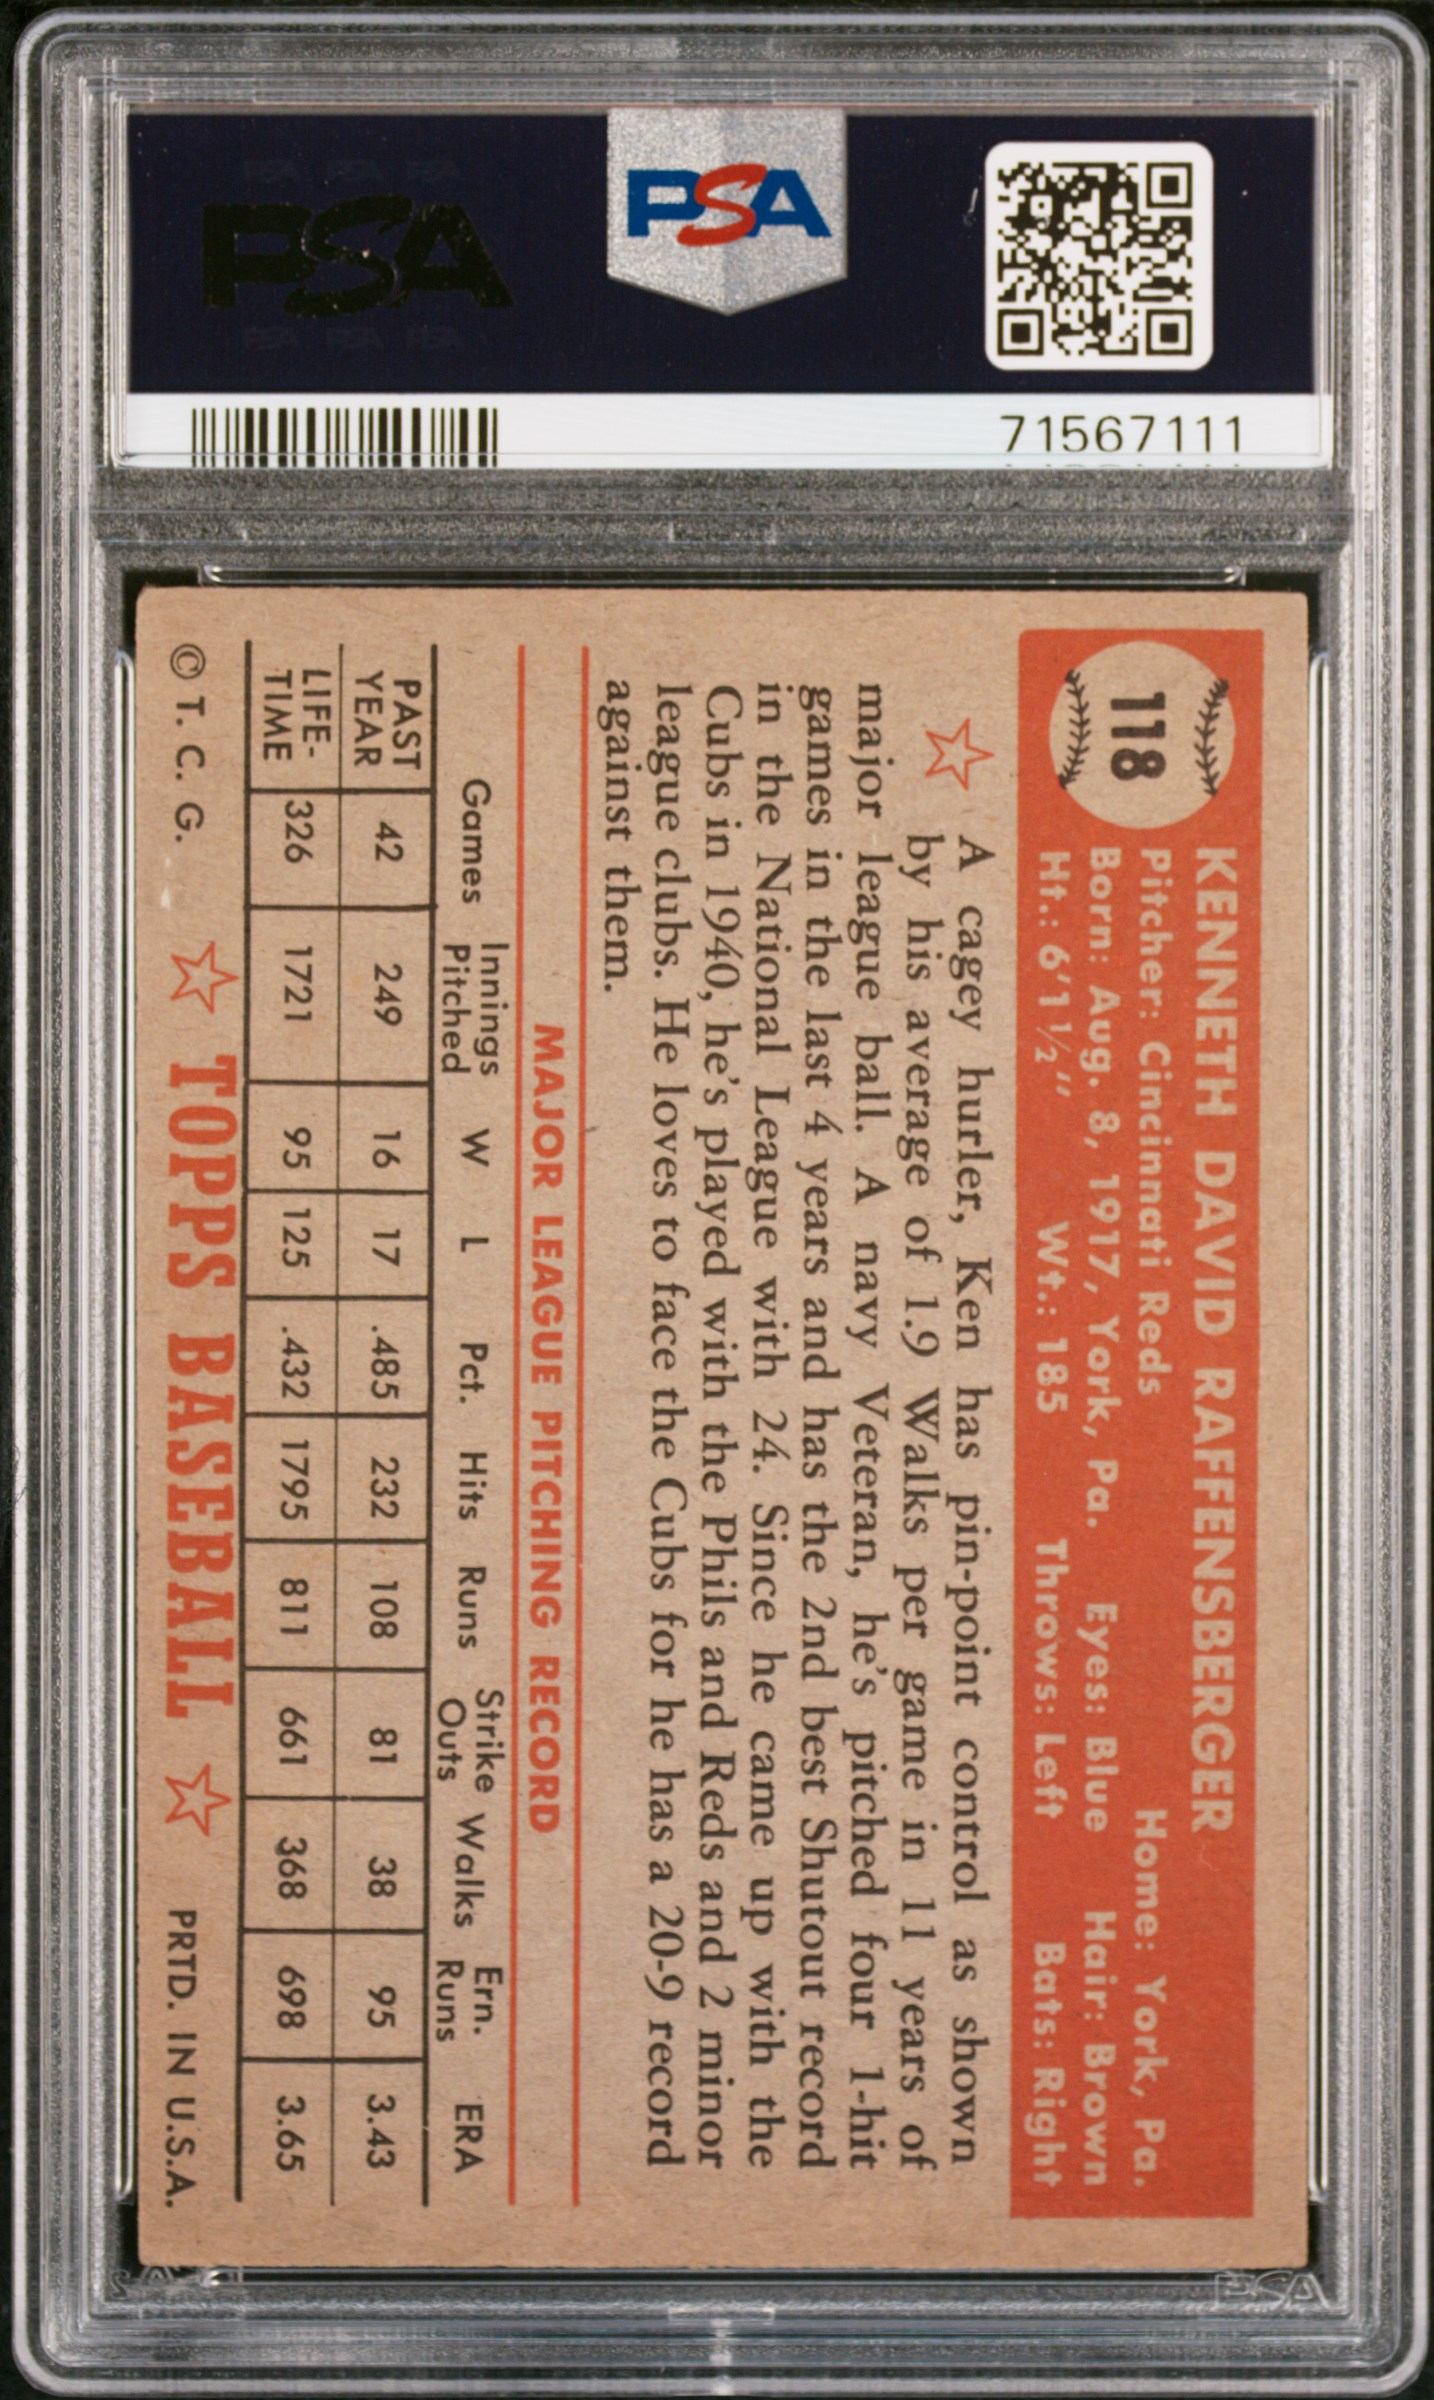 PSA
PSA
71567111
118
KENNETH DAVID RAFFENSBERGER
Pitcher: Cincinnati Reds Home: York, Pa.
Born: Aug. 8, 1917, York, Pa. Eyes: Blue Hair: Brown
Ht.: 6'1½" Wt.: 185 Throws: Left Bats: Right
A cagey hurler, Ken has pin-point control as shown
by his average of 1.9 Walks per game in 11 years of
major league ball. A navy Veteran, he's pitched four 1-hit
games in the last 4 years and has the 2nd best Shutout record
in the National League with 24. Since he came up with the
Cubs in 1940, he's played with the Phils and Reds and 2 minor
league clubs. He loves to face the Cubs for he has a 20-9 record
against them.
MAJOR LEAGUE PITCHING RECORD
Games Innings Pitched W L Pct. Hits Runs Strike Outs Walks Ern. Runs ERA
PAST YEAR 42 249 16 17 .485 232 108 81 38 95 3.43
LIFE-TIME 326 1721 95 125 .432 1795 811 661 368 698 3.65
© T. C. G. TOPPS BASEBALL PRTD. IN U.S.A.
PSA